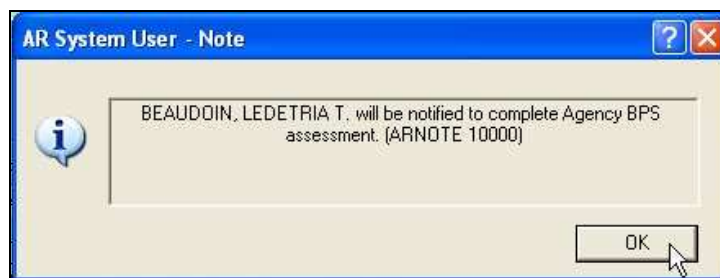 AR System User - Note
BEAUDOIN, LEDETRIA T. will be notified to complete Agency BPS
assessment. (ARNOTE 10000)
OK